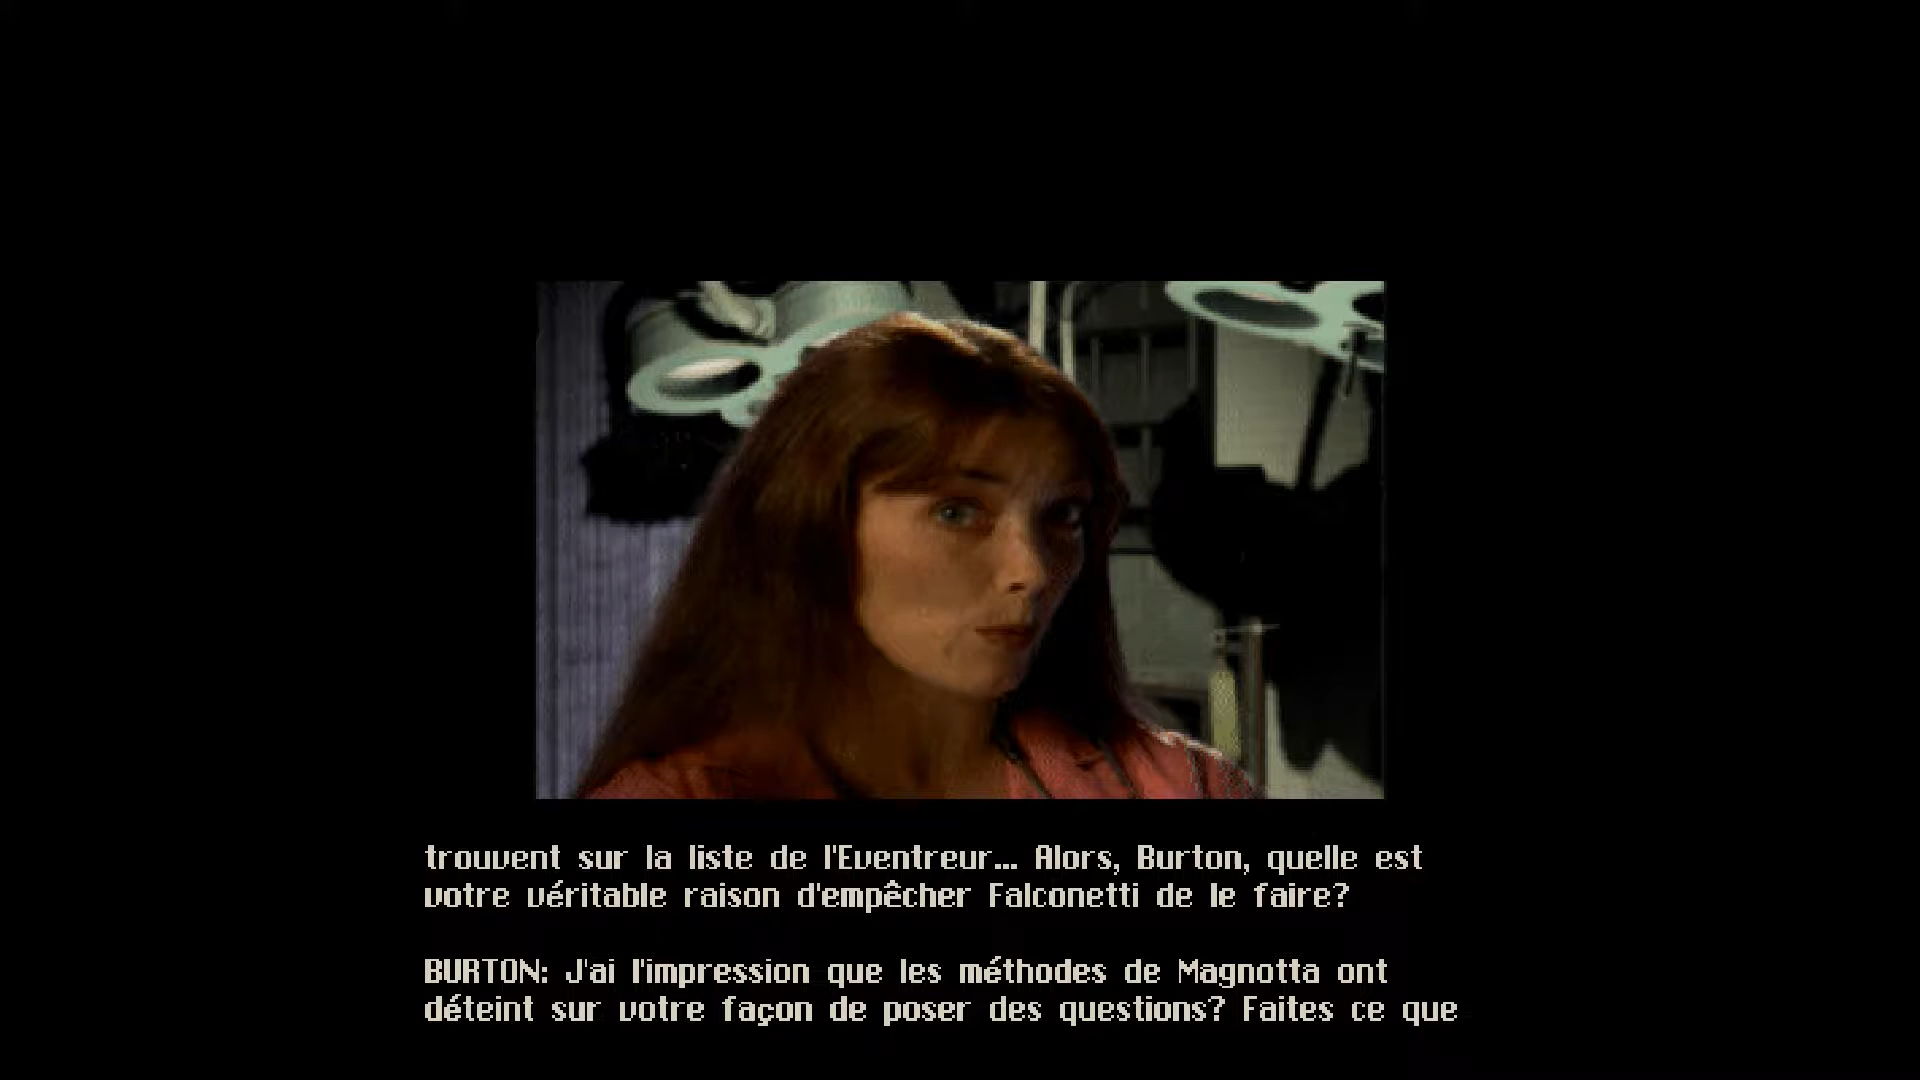 trouvent sur la liste de l'Eventreur... Alors, Burton, quelle est
votre véritable raison d'empêcher Falconetti de le faire?
BURTON: J'ai l'impression que les méthodes de Magnotta ont
déteint sur votre façon de poser des questions? Faites ce que